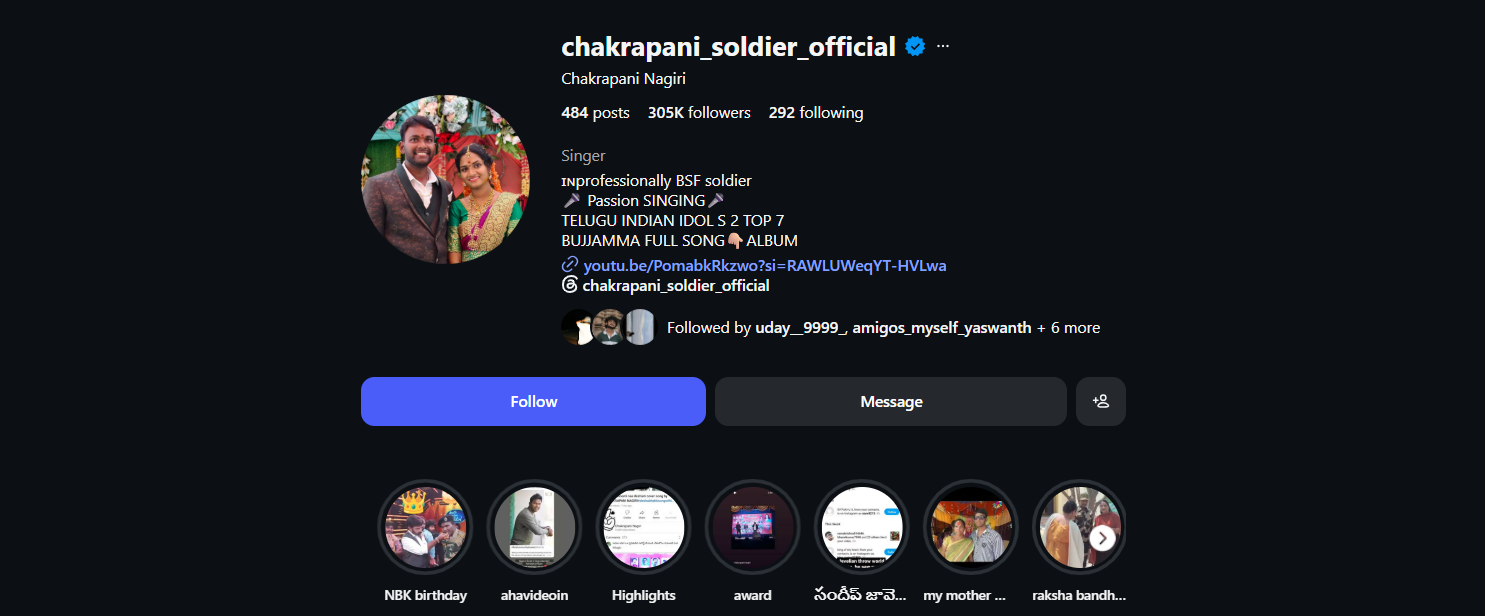 chakrapani_soldier_official
Chakrapani Nagiri
484 posts 305K followers 292 following
Singer
ɪɴprofessionally BSF soldier
🎤 Passion SINGING🎤
TELUGU INDIAN IDOL S 2 TOP 7
BUJJAMMA FULL SONG👇🏼ALBUM
youtu.be/PomabkRkzwo?si=RAWLUWeqYT-HVLwa
chakrapani_soldier_official
Followed by uday__9999_, amigos_myself_yaswanth + 6 more
Follow
Message
NBK birthday
ahavideoin
Highlights
award
సందీప్ జావె...
my mother ...
raksha bandh...